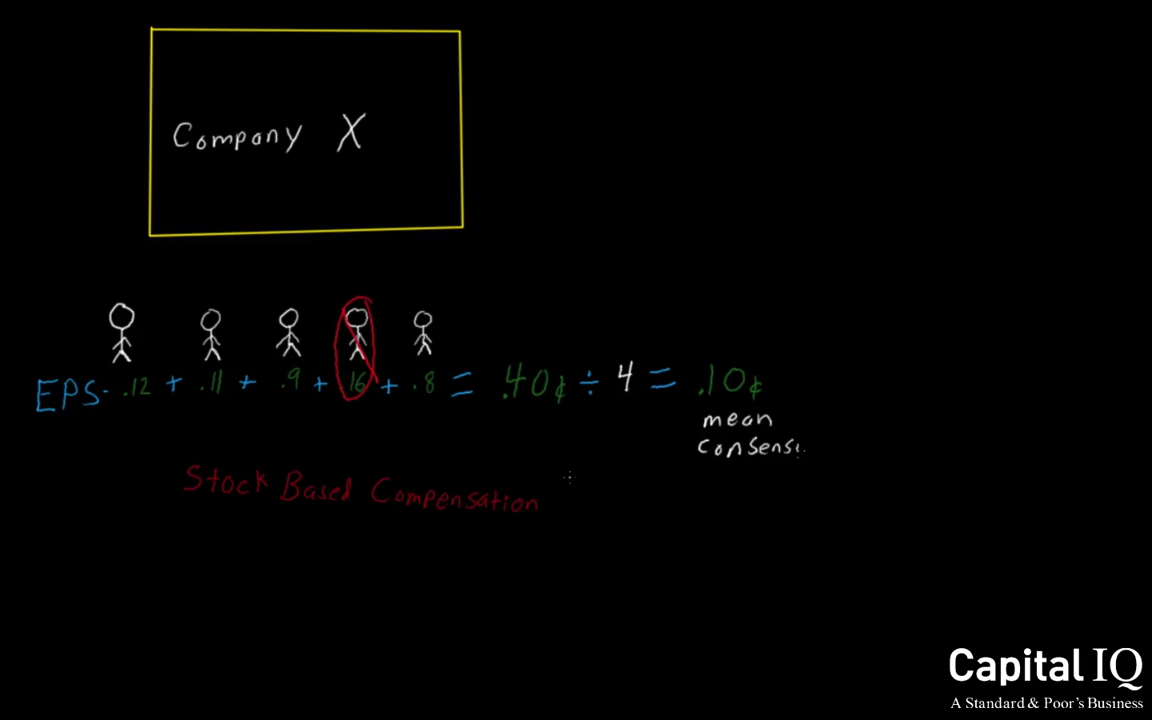 Company X
EPS- .12 + .11 + .9 + 16 + .8 = .40¢ ÷ 4 = .10¢
mean
Stock Based Compensation
Capital IQ
A Standard & Poor's Business